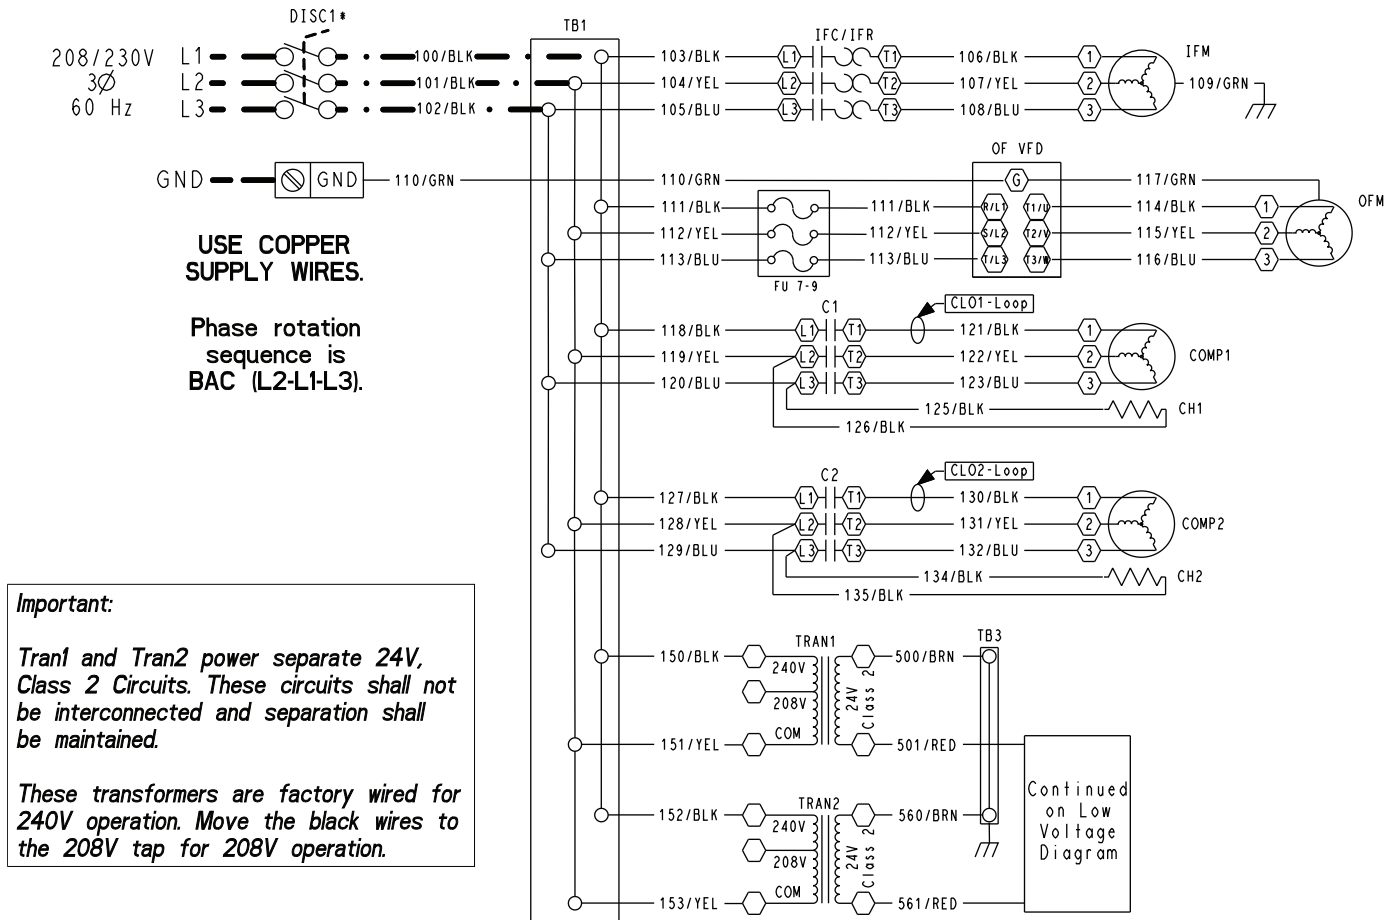 DISC1*
TB1
208/230V
3Ø
60 Hz
L1
L2
L3
100/BLK
101/BLK
102/BLK
103/BLK
104/YEL
105/BLU
IFC/IFR
L1 T1
L2 T2
L3 T3
106/BLK
107/YEL
108/BLU
1
2
3
IFM
109/GRN
GND
GND
110/GRN
110/GRN
OF VFD
G
117/GRN
111/BLK
112/YEL
113/BLU
FU 7-9
111/BLK
112/YEL
113/BLU
R/L1 T1/U
S/L2 T2/V
T/L3 T3/W
114/BLK
115/YEL
116/BLU
1
2
3
OFM
USE COPPER
SUPPLY WIRES.
Phase rotation
sequence is
BAC (L2-L1-L3).
C1
CLO1-Loop
118/BLK
119/YEL
120/BLU
L1 T1
L2 T2
L3 T3
121/BLK
122/YEL
123/BLU
1
2
3
COMP1
125/BLK
126/BLK
CH1
C2
CLO2-Loop
127/BLK
128/YEL
129/BLU
L1 T1
L2 T2
L3 T3
130/BLK
131/YEL
132/BLU
1
2
3
COMP2
134/BLK
135/BLK
CH2
Important:
Tran1 and Tran2 power separate 24V,
Class 2 Circuits. These circuits shall not
be interconnected and separation shall
be maintained.
These transformers are factory wired for
240V operation. Move the black wires to
the 208V tap for 208V operation.
TRAN1
150/BLK
240V
208V
COM
151/YEL
24V
Class 2
500/BRN
501/RED
TB3
TRAN2
152/BLK
240V
208V
COM
153/YEL
24V
Class 2
560/BRN
561/RED
Continued
on Low
Voltage
Diagram